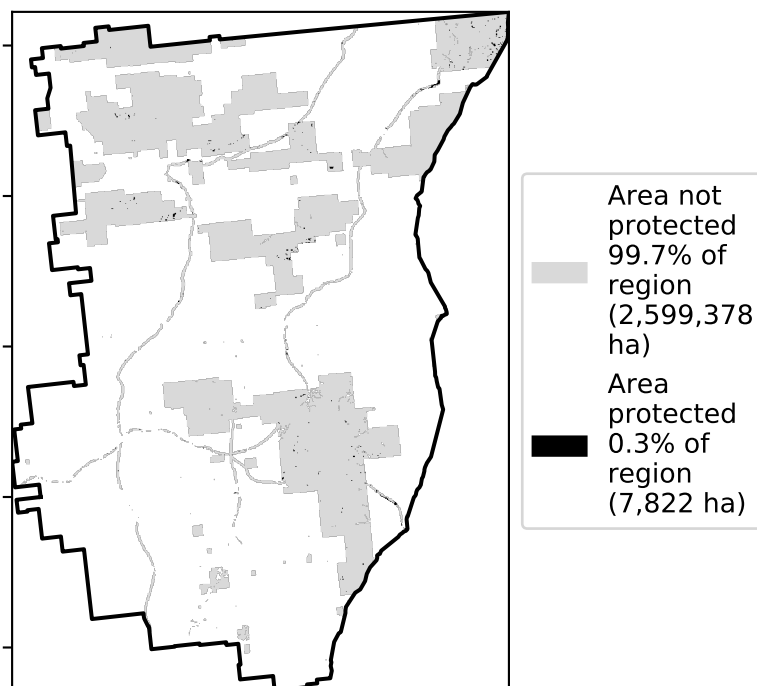 Area not
protected
99.7% of
region
(2,599,378
ha)
Area
protected
0.3% of
region
(7,822 ha)